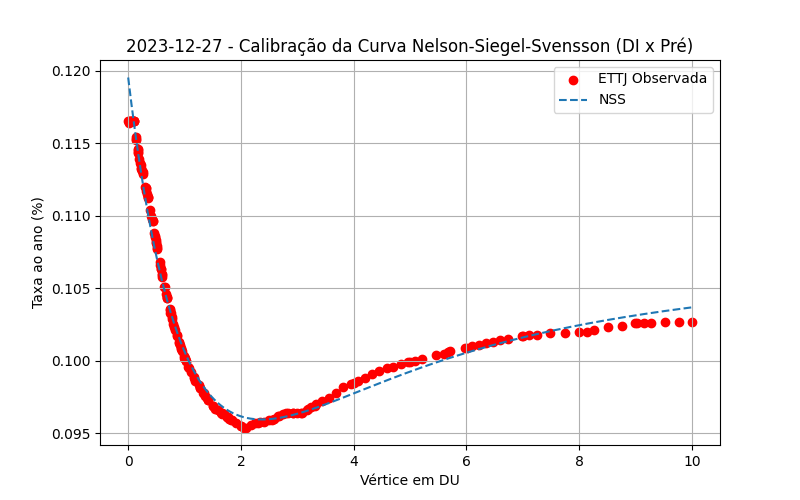 2023-12-27 - Calibração da Curva Nelson-Siegel-Svensson (DI x Pré)
ETTJ Observada
NSS
Taxa ao ano (%)
0.120
0.115
0.110
0.105
0.100
0.095
0 2 4 6 8 10
Vértice em DU